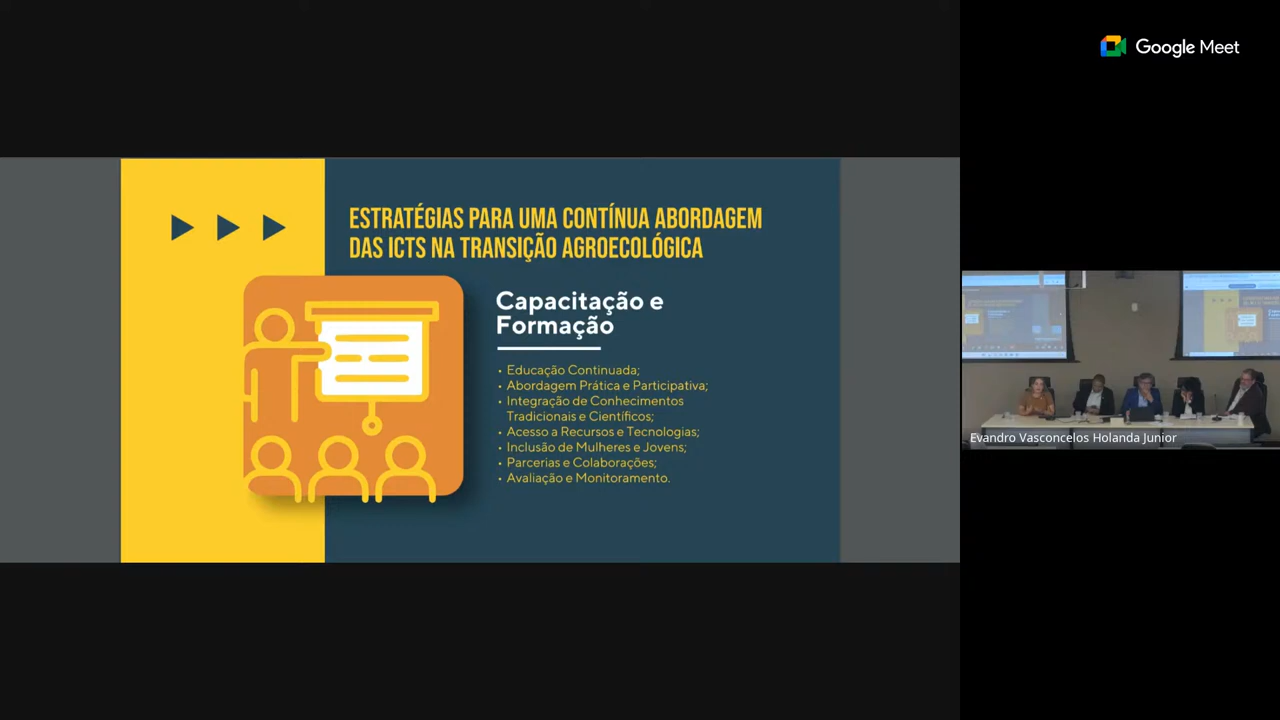 Google Meet
ESTRATÉGIAS PARA UMA CONTÍNUA ABORDAGEM
DAS ICTS NA TRANSIÇÃO AGROECOLÓGICA
Capacitação e
Formação
• Educação Continuada;
• Abordagem Prática e Participativa;
• Integração de Conhecimentos
Tradicionais e Científicos;
• Acesso a Recursos e Tecnologias;
• Inclusão de Mulheres e Jovens;
• Parcerias e Colaborações;
• Avaliação e Monitoramento.
Evandro Vasconcelos Holanda Junior